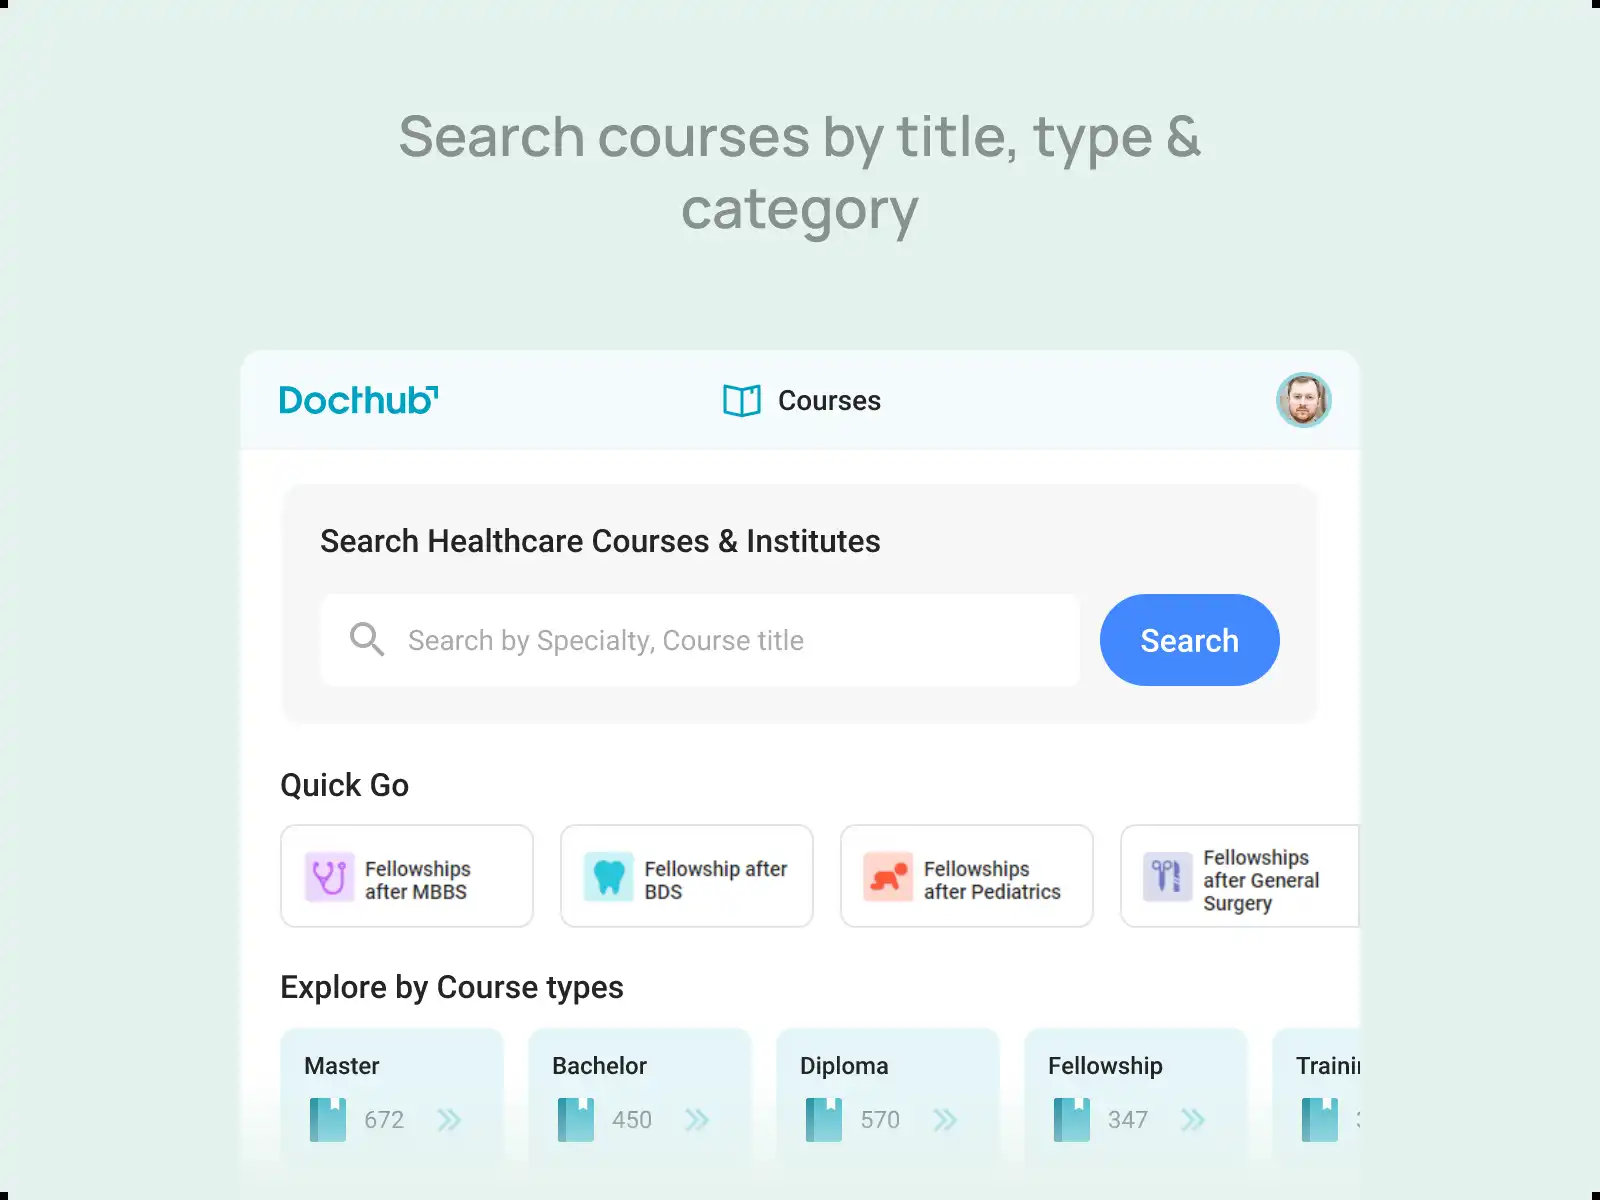 Search courses by title, type &
category
Docthub
Courses
Search Healthcare Courses & Institutes
Search by Specialty, Course title
Search
Quick Go
Fellowships
after MBBS
Fellowship after
BDS
Fellowships
after Pediatrics
Fellowships
after General
Surgery
Explore by Course types
Master
672
Bachelor
450
Diploma
570
Fellowship
347